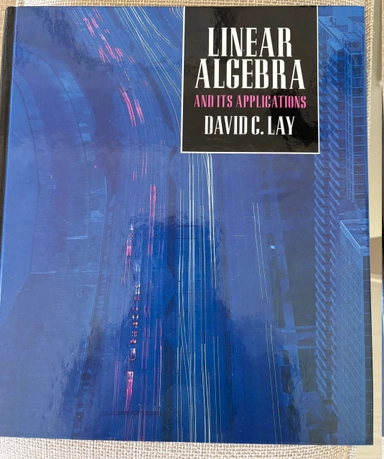 LINEAR
ALGEBRA
AND ITS APPLICATIONS
DAVID C. LAY